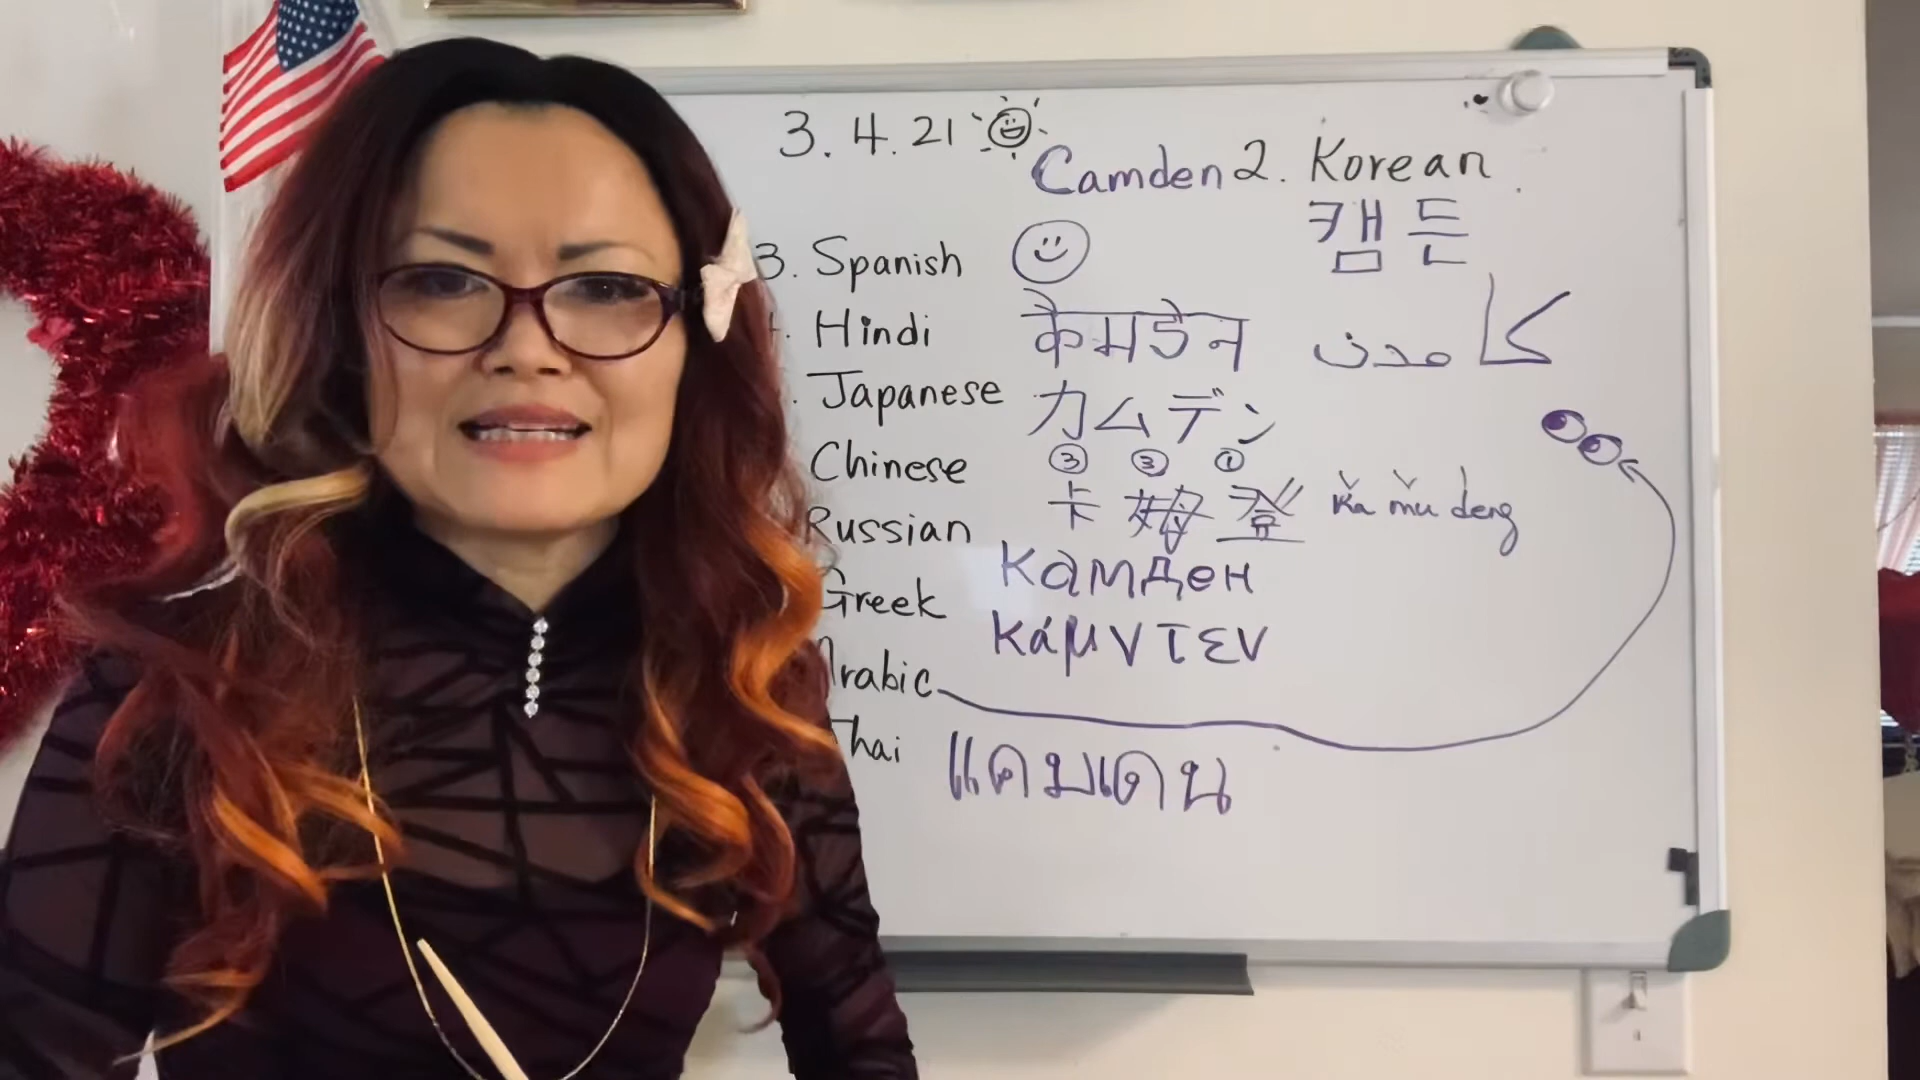 3.4.21
Camden 2. Korean
캠든
3. Spanish
Hindi कैमडेन كامدن
Japanese カムデン
③ ③ ①
Chinese 卡姆登 kǎ mǔ dēng
Russian Камден
Greek κάμντεν
Arabic
Thai แคมเดน